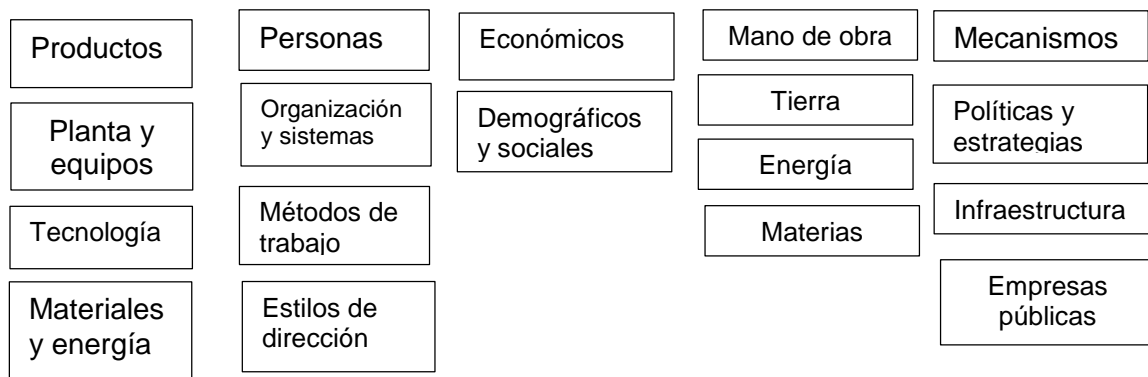 Productos
Planta y
equipos
Tecnología
Materiales
y energía
Personas
Organización
y sistemas
Métodos de
trabajo
Estilos de
dirección
Económicos
Demográficos
y sociales
Mano de obra
Tierra
Energía
Materias
Mecanismos
Políticas y
estrategias
Infraestructura
Empresas
públicas